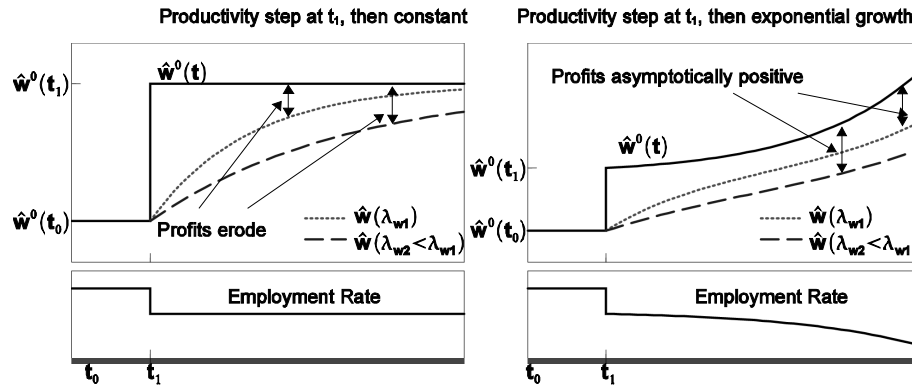 Productivity step at t₁, then constant
ŵ⁰(t₁)
ŵ⁰(t)
ŵ⁰(t₀)
Profits erode
ŵ(λw1)
ŵ(λw2<λw1)
Employment Rate
t₀
t₁
Productivity step at t₁, then exponential growth
Profits asymptotically positive
ŵ⁰(t)
ŵ⁰(t₁)
ŵ⁰(t₀)
ŵ(λw1)
ŵ(λw2<λw1
Employment Rate
t₁